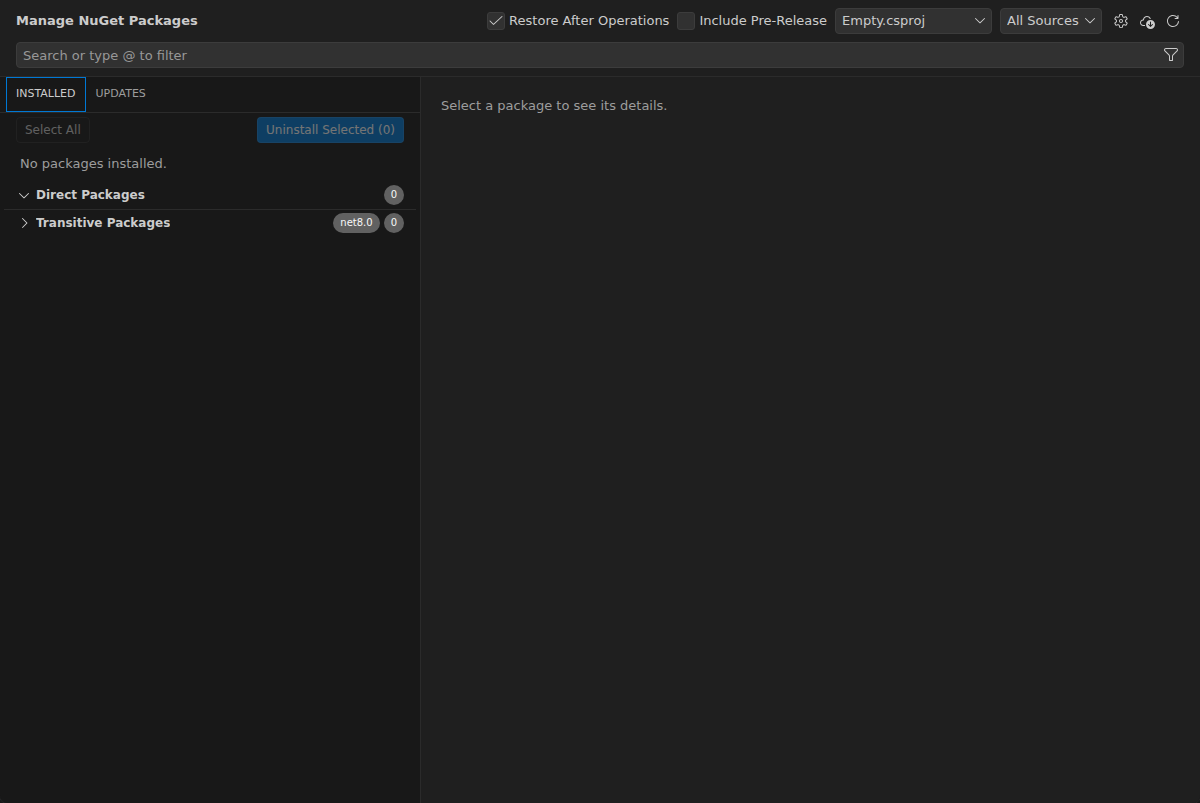 Manage NuGet Packages
Restore After Operations
Include Pre-Release
Empty.csproj
All Sources
Search or type @ to filter
INSTALLED
UPDATES
Select All
Uninstall Selected (0)
No packages installed.
Direct Packages
0
Transitive Packages
net8.0
0
Select a package to see its details.